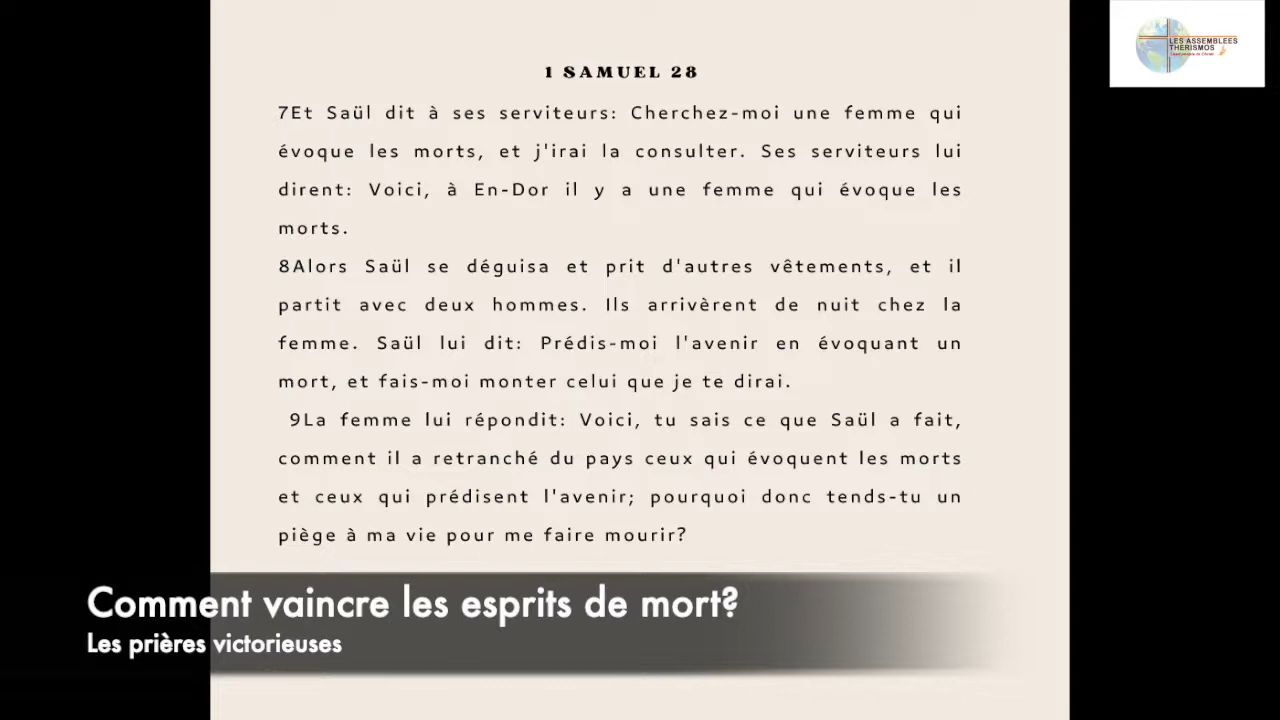 LES ASSEMBLEES
THERISMOS
1 SAMUEL 28
7Et Saül dit à ses serviteurs: Cherchez-moi une femme qui
évoque les morts, et j'irai la consulter. Ses serviteurs lui
dirent: Voici, à En-Dor il y a une femme qui évoque les
morts.
8Alors Saül se déguisa et prit d'autres vêtements, et il
partit avec deux hommes. Ils arrivèrent de nuit chez la
femme. Saül lui dit: Prédis-moi l'avenir en évoquant un
mort, et fais-moi monter celui que je te dirai.
9La femme lui répondit: Voici, tu sais ce que Saül a fait,
comment il a retranché du pays ceux qui évoquent les morts
et ceux qui prédisent l'avenir; pourquoi donc tends-tu un
piège à ma vie pour me faire mourir?
Comment vaincre les esprits de mort?
Les prières victorieuses